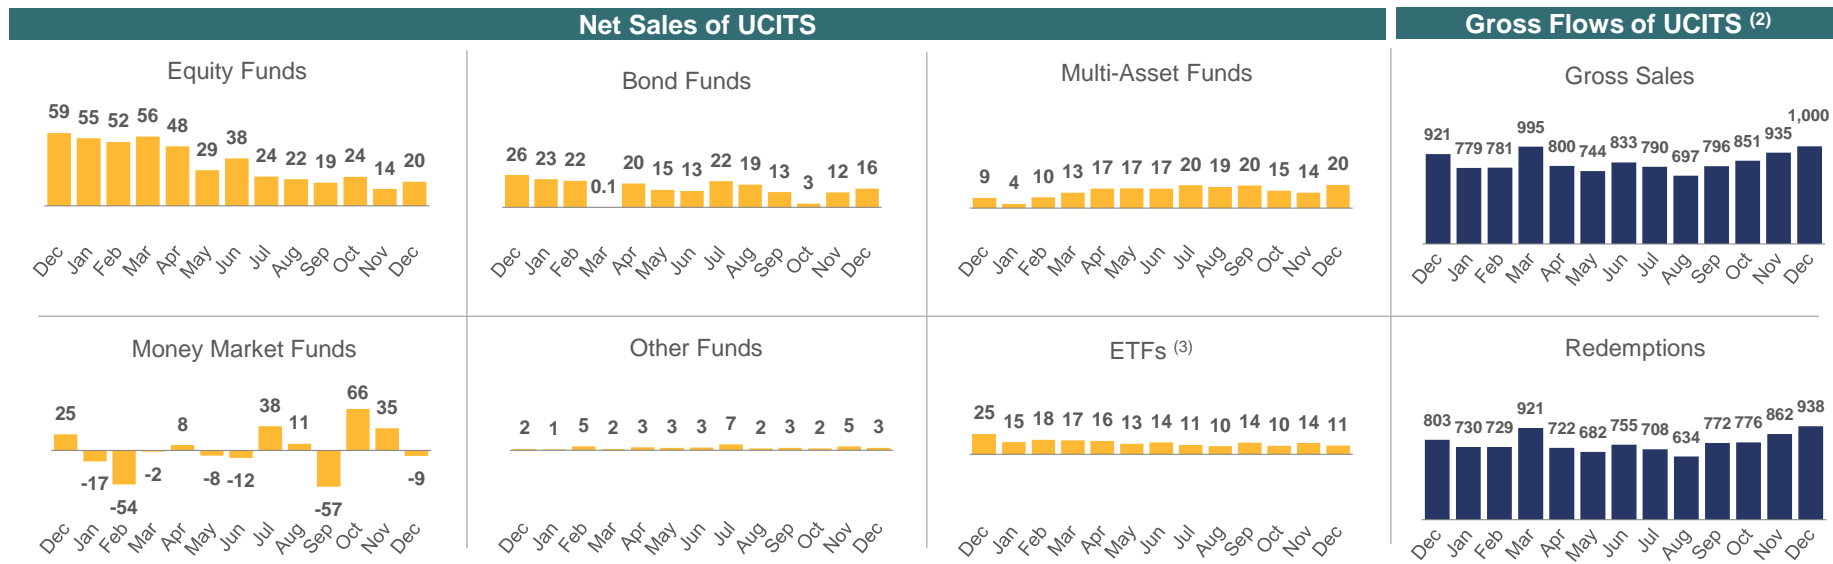 Net Sales of UCITS
Gross Flows of UCITS (2)
Equity Funds
59 55 52 56 48 29 38 24 22 19 24 14 20
Dec Jan Feb Mar Apr May Jun Jul Aug Sep Oct Nov Dec
Bond Funds
26 23 22 0.1 20 15 13 22 19 13 3 12 16
Dec Jan Feb Mar Apr May Jun Jul Aug Sep Oct Nov Dec
Multi-Asset Funds
9 4 10 13 17 17 17 20 19 20 15 14 20
Dec Jan Feb Mar Apr May Jun Jul Aug Sep Oct Nov Dec
Gross Sales
921 779 781 995 800 744 833 790 697 796 851 935 1,000
Dec Jan Feb Mar Apr May Jun Jul Aug Sep Oct Nov Dec
Money Market Funds
25 -17 -54 -2 8 -8 -12 38 11 -57 66 35 -9
Dec Jan Feb Mar Apr May Jun Jul Aug Sep Oct Nov Dec
Other Funds
2 1 5 2 3 3 3 7 2 3 2 5 3
Dec Jan Feb Mar Apr May Jun Jul Aug Sep Oct Nov Dec
ETFs (3)
25 15 18 17 16 13 14 11 10 14 10 14 11
Dec Jan Feb Mar Apr May Jun Jul Aug Sep Oct Nov Dec
Redemptions
803 730 729 921 722 682 755 708 634 772 776 862 938
Dec Jan Feb Mar Apr May Jun Jul Aug Sep Oct Nov Dec